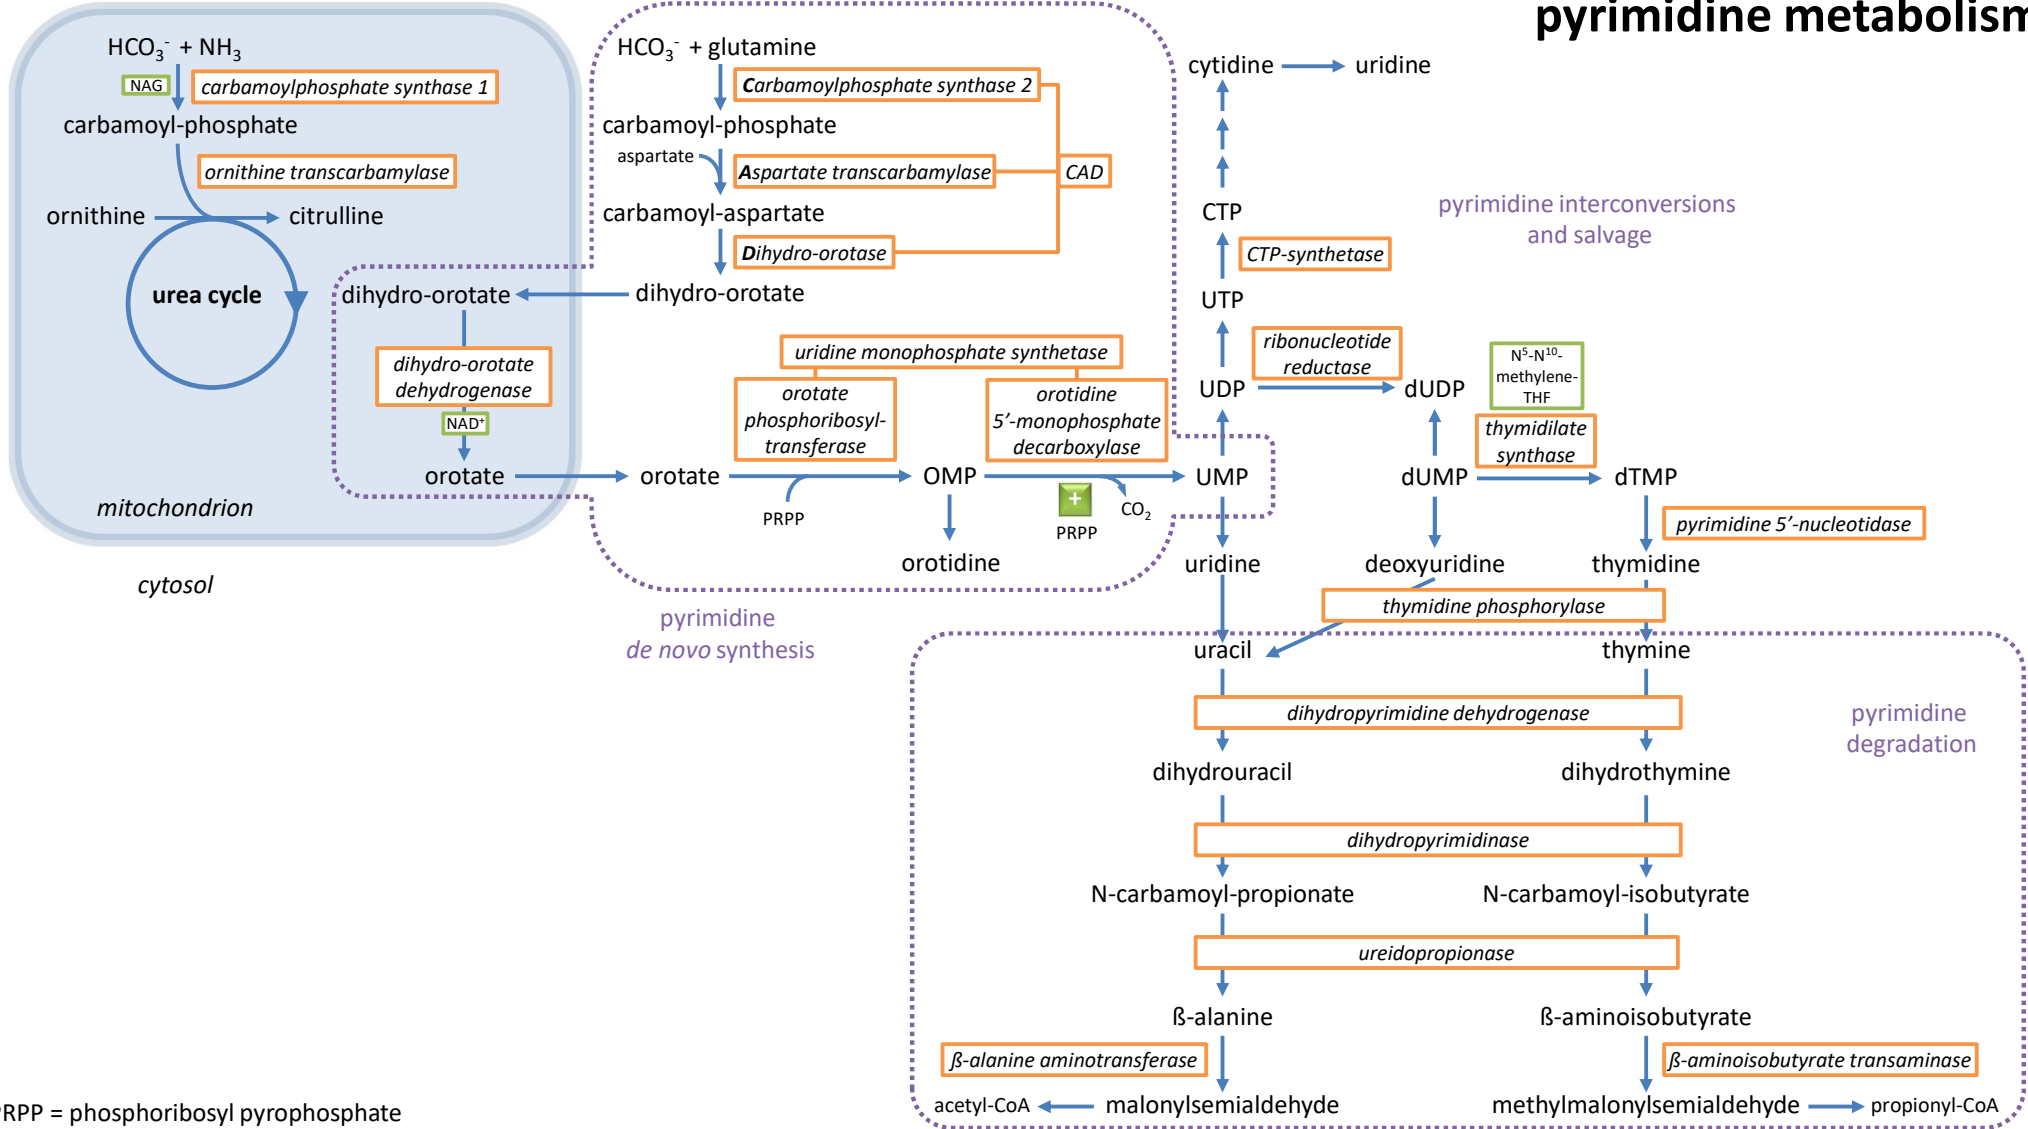 pyrimidine metabolism
HCO₃⁻ + NH₃
NAG
carbamoylphosphate synthase 1
carbamoyl-phosphate
ornithine transcarbamylase
ornithine
citrulline
urea cycle
dihydro-orotate
dihydro-orotate
dehydrogenase
NAD⁺
orotate
mitochondrion
cytosol
HCO₃⁻ + glutamine
Carbamoylphosphate synthase 2
carbamoyl-phosphate
aspartate
Aspartate transcarbamylase
CAD
carbamoyl-aspartate
Dihydro-orotase
dihydro-orotate
uridine monophosphate synthetase
orotate
phosphoribosyl-
transferase
orotidine
5’-monophosphate
decarboxylase
orotate
PRPP
OMP
+
PRPP
CO₂
UMP
orotidine
pyrimidine
de novo synthesis
cytidine
uridine
CTP
CTP-synthetase
UTP
pyrimidine interconversions
and salvage
ribonucleotide
reductase
UDP
dUDP
N⁵-N¹⁰-
methylene-
THF
thymidilate
synthase
dUMP
dTMP
pyrimidine 5’-nucleotidase
uridine
deoxyuridine
thymidine
thymidine phosphorylase
uracil
thymine
dihydropyrimidine dehydrogenase
pyrimidine
degradation
dihydrouracil
dihydrothymine
dihydropyrimidinase
N-carbamoyl-propionate
N-carbamoyl-isobutyrate
ureidopropionase
ß-alanine
ß-aminoisobutyrate
ß-alanine aminotransferase
ß-aminoisobutyrate transaminase
acetyl-CoA
malonylsemialdehyde
methylmalonylsemialdehyde
propionyl-CoA
PRPP = phosphoribosyl pyrophosphate